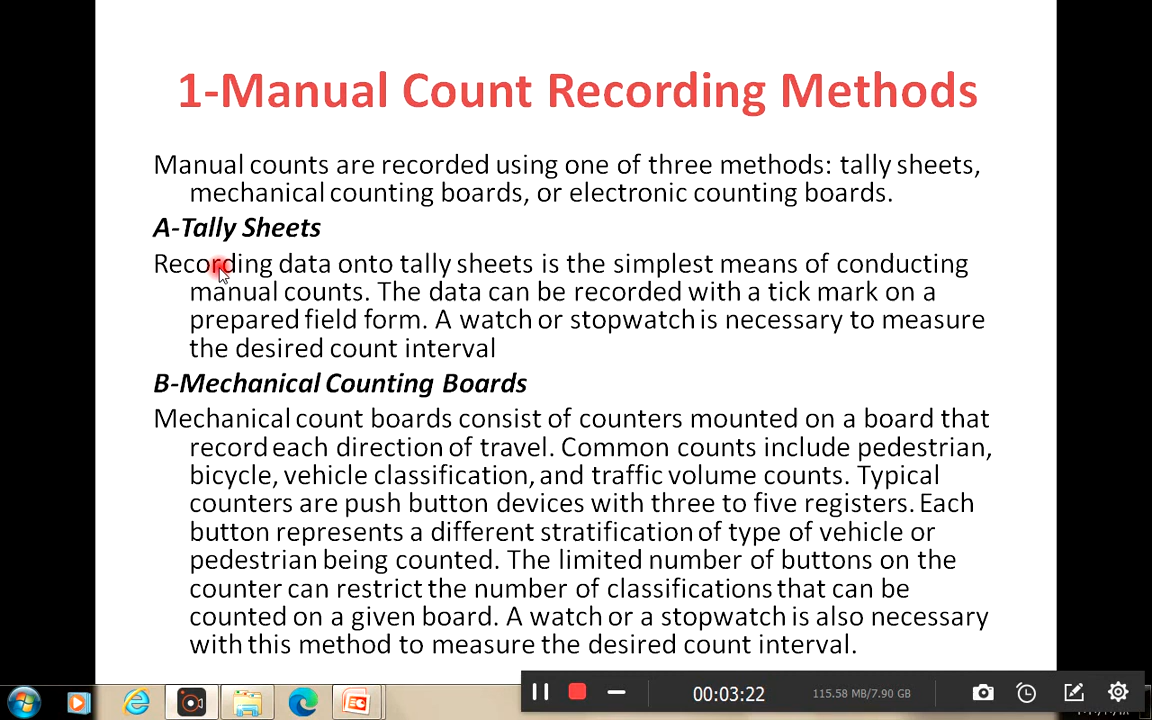 1-Manual Count Recording Methods
Manual counts are recorded using one of three methods: tally sheets,
mechanical counting boards, or electronic counting boards.
A-Tally Sheets
Recording data onto tally sheets is the simplest means of conducting
manual counts. The data can be recorded with a tick mark on a
prepared field form. A watch or stopwatch is necessary to measure
the desired count interval
B-Mechanical Counting Boards
Mechanical count boards consist of counters mounted on a board that
record each direction of travel. Common counts include pedestrian,
bicycle, vehicle classification, and traffic volume counts. Typical
counters are push button devices with three to five registers. Each
button represents a different stratification of type of vehicle or
pedestrian being counted. The limited number of buttons on the
counter can restrict the number of classifications that can be
counted on a given board. A watch or a stopwatch is also necessary
with this method to measure the desired count interval.
00:03:22
115.58 MB/7.90 GB